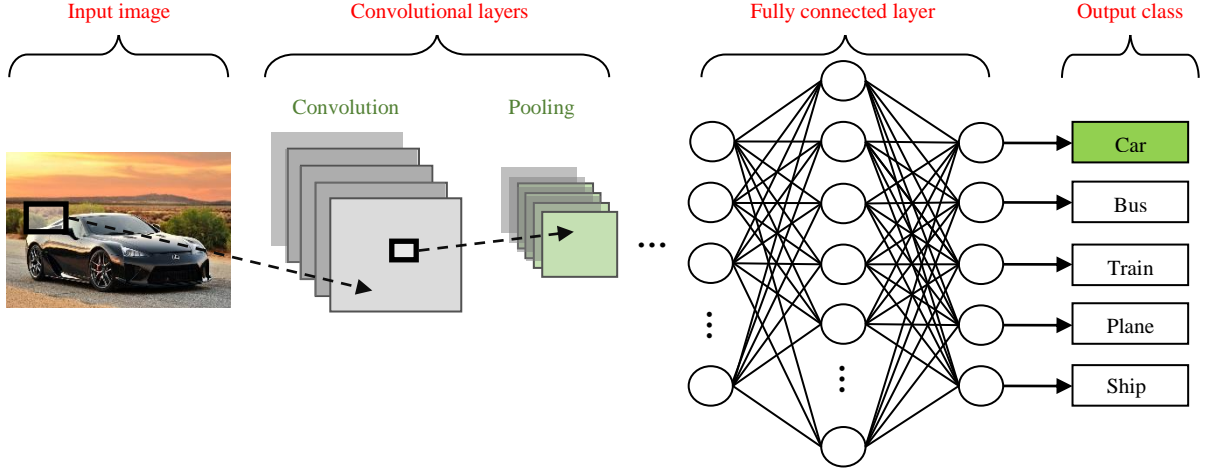 Input image
Convolutional layers
Fully connected layer
Output class
Convolution
Pooling
Car
Bus
Train
Plane
Ship